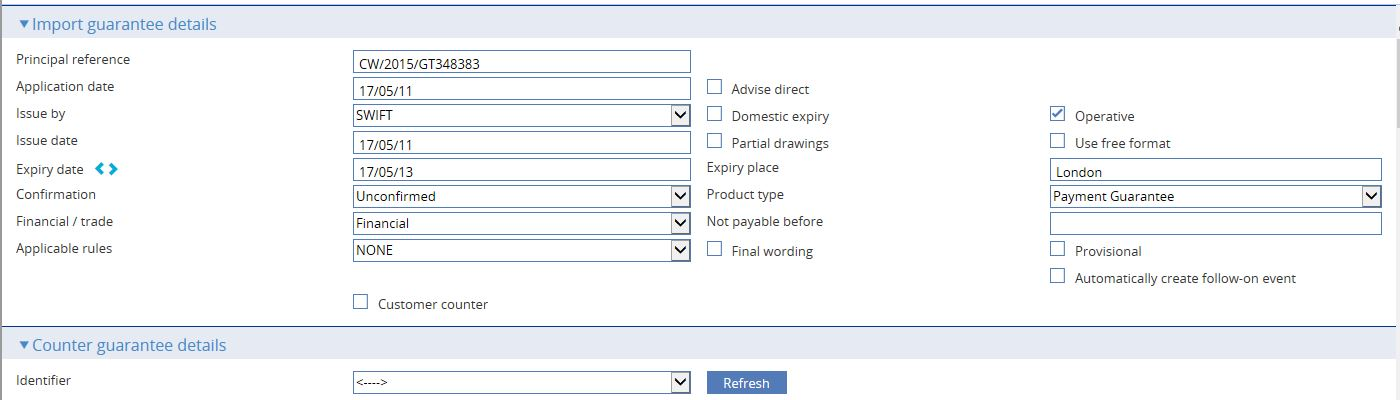 Import guarantee details
Principal reference CW/2015/GT348383
Application date 17/05/11 Advise direct
Issue by SWIFT Domestic expiry Operative
Issue date 17/05/11 Partial drawings Use free format
Expiry date 17/05/13 Expiry place London
Confirmation Unconfirmed Product type Payment Guarantee
Financial / trade Financial Not payable before
Applicable rules NONE Final wording Provisional
Automatically create follow-on event
Customer counter
Counter guarantee details
Identifier <----> Refresh